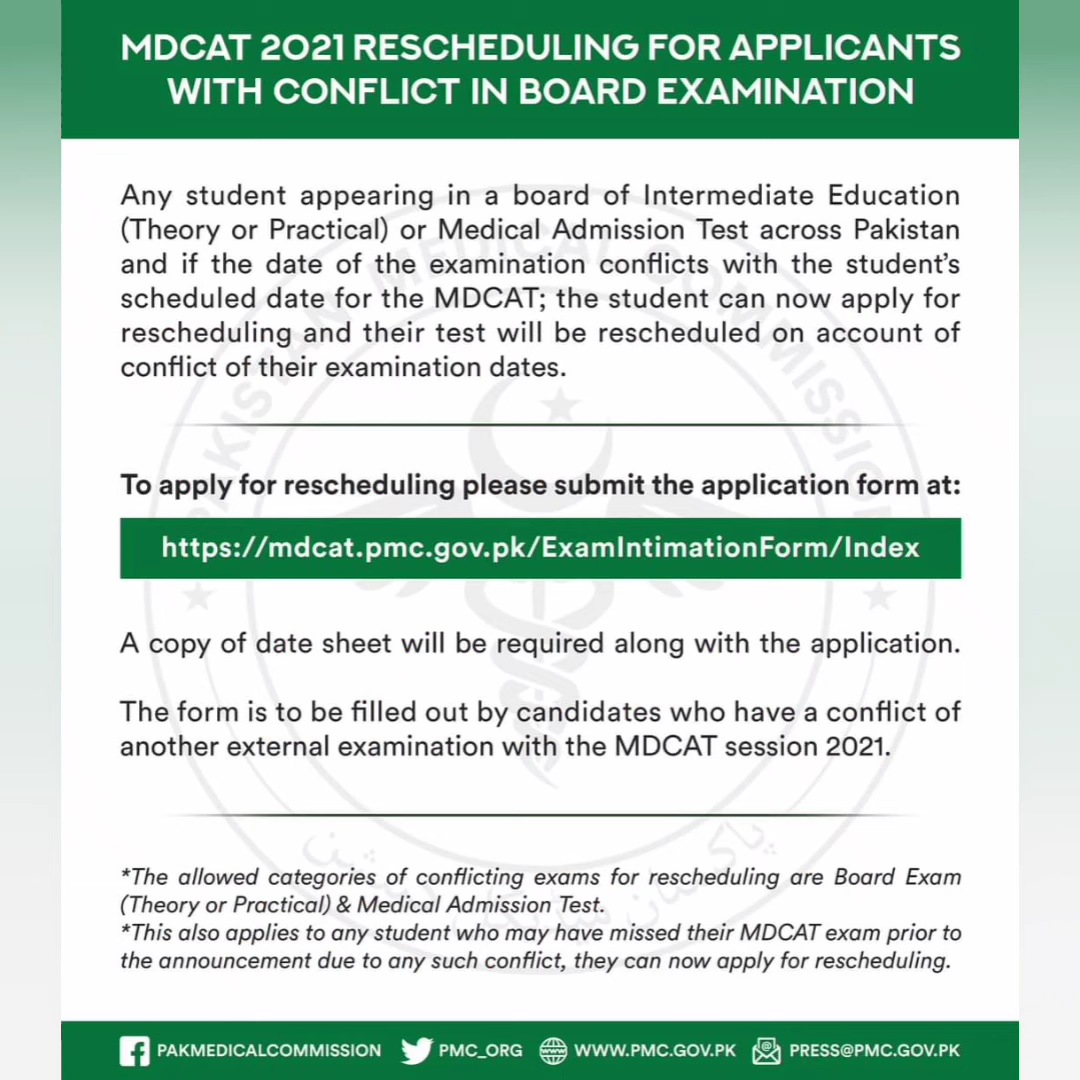 MDCAT 2021 RESCHEDULING FOR APPLICANTS
WITH CONFLICT IN BOARD EXAMINATION
Any student appearing in a board of Intermediate Education
(Theory or Practical) or Medical Admission Test across Pakistan
and if the date of the examination conflicts with the student's
scheduled date for the MDCAT; the student can now apply for
rescheduling and their test will be rescheduled on account of
conflict of their examination dates.
To apply for rescheduling please submit the application form at:
https://mdcat.pmc.gov.pk/ExamIntimationForm/Index
A copy of date sheet will be required along with the application.
The form is to be filled out by candidates who have a conflict of
another external examination with the MDCAT session 2021.
*The allowed categories of conflicting exams for rescheduling are Board Exam
(Theory or Practical) & Medical Admission Test.
*This also applies to any student who may have missed their MDCAT exam prior to
the announcement due to any such conflict, they can now apply for rescheduling.
PAKMEDICALCOMMISSION PMC_ORG WWW.PMC.GOV.PK PRESS@PMC.GOV.PK
PAKISTAN MEDICAL COMMISSION
پاکستان